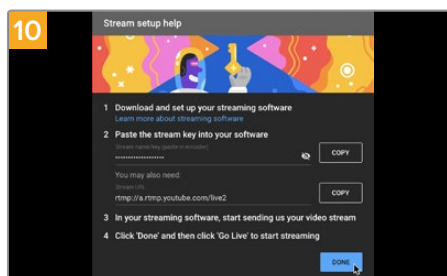 10
Stream setup help
1 Download and set up your streaming software
Learn more about streaming software
2 Paste the stream key into your software
Stream name/key (paste in encoder)
••••••••••••••••••••
COPY
You may also need:
Stream URL
rtmp://a.rtmp.youtube.com/live2
COPY
3 In your streaming software, start sending us your video stream
4 Click 'Done' and then click 'Go Live' to start streaming
DONE